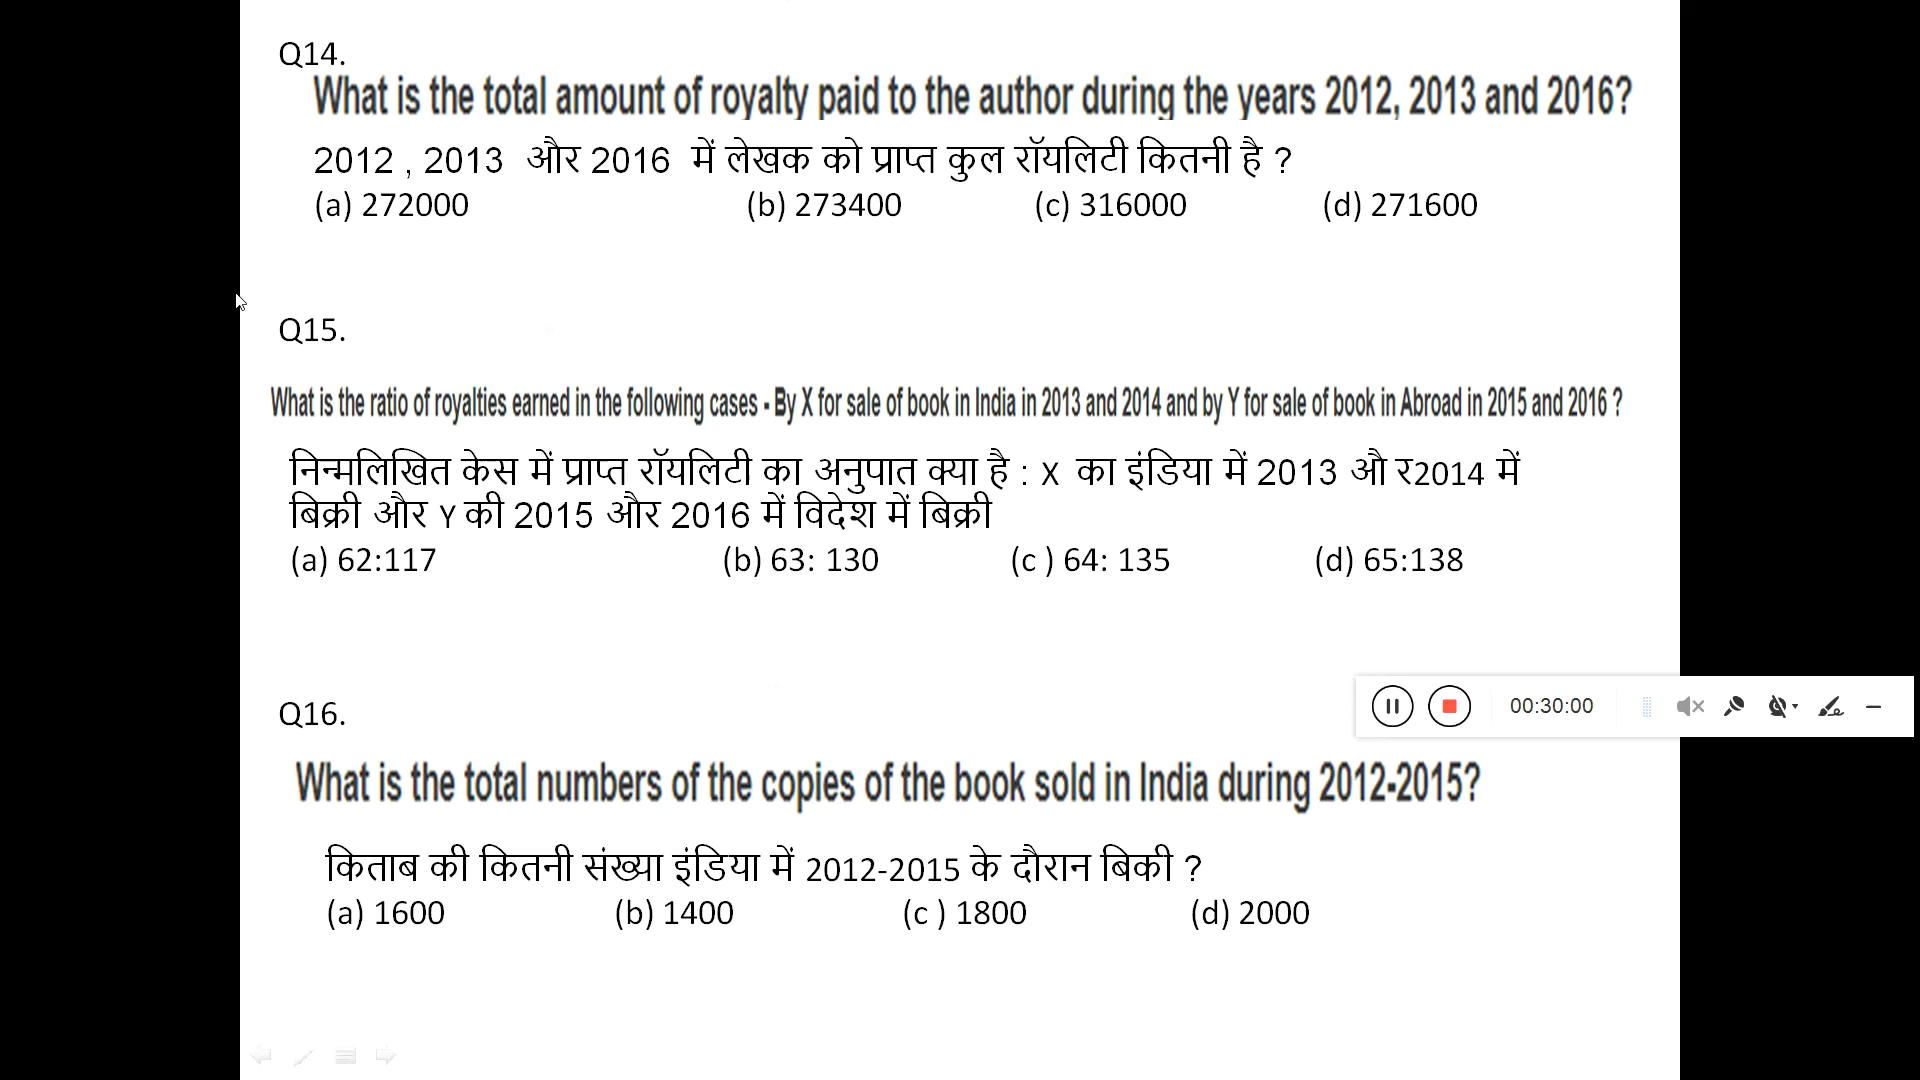 Q14.
What is the total amount of royalty paid to the author during the years 2012, 2013 and 2016?
2012 , 2013 और 2016 में लेखक को प्राप्त कुल रॉयलिटी कितनी है ?
(a) 272000 (b) 273400 (c) 316000 (d) 271600
Q15.
What is the ratio of royalties earned in the following cases - By X for sale of book in India in 2013 and 2014 and by Y for sale of book in Abroad in 2015 and 2016 ?
निन्मलिखित केस में प्राप्त रॉयलिटी का अनुपात क्या है : X का इंडिया में 2013 औ र2014 में
बिक्री और Y की 2015 और 2016 में विदेश में बिक्री
(a) 62:117 (b) 63: 130 (c ) 64: 135 (d) 65:138
00:30:00
Q16.
What is the total numbers of the copies of the book sold in India during 2012-2015?
किताब की कितनी संख्या इंडिया में 2012-2015 के दौरान बिकी ?
(a) 1600 (b) 1400 (c ) 1800 (d) 2000